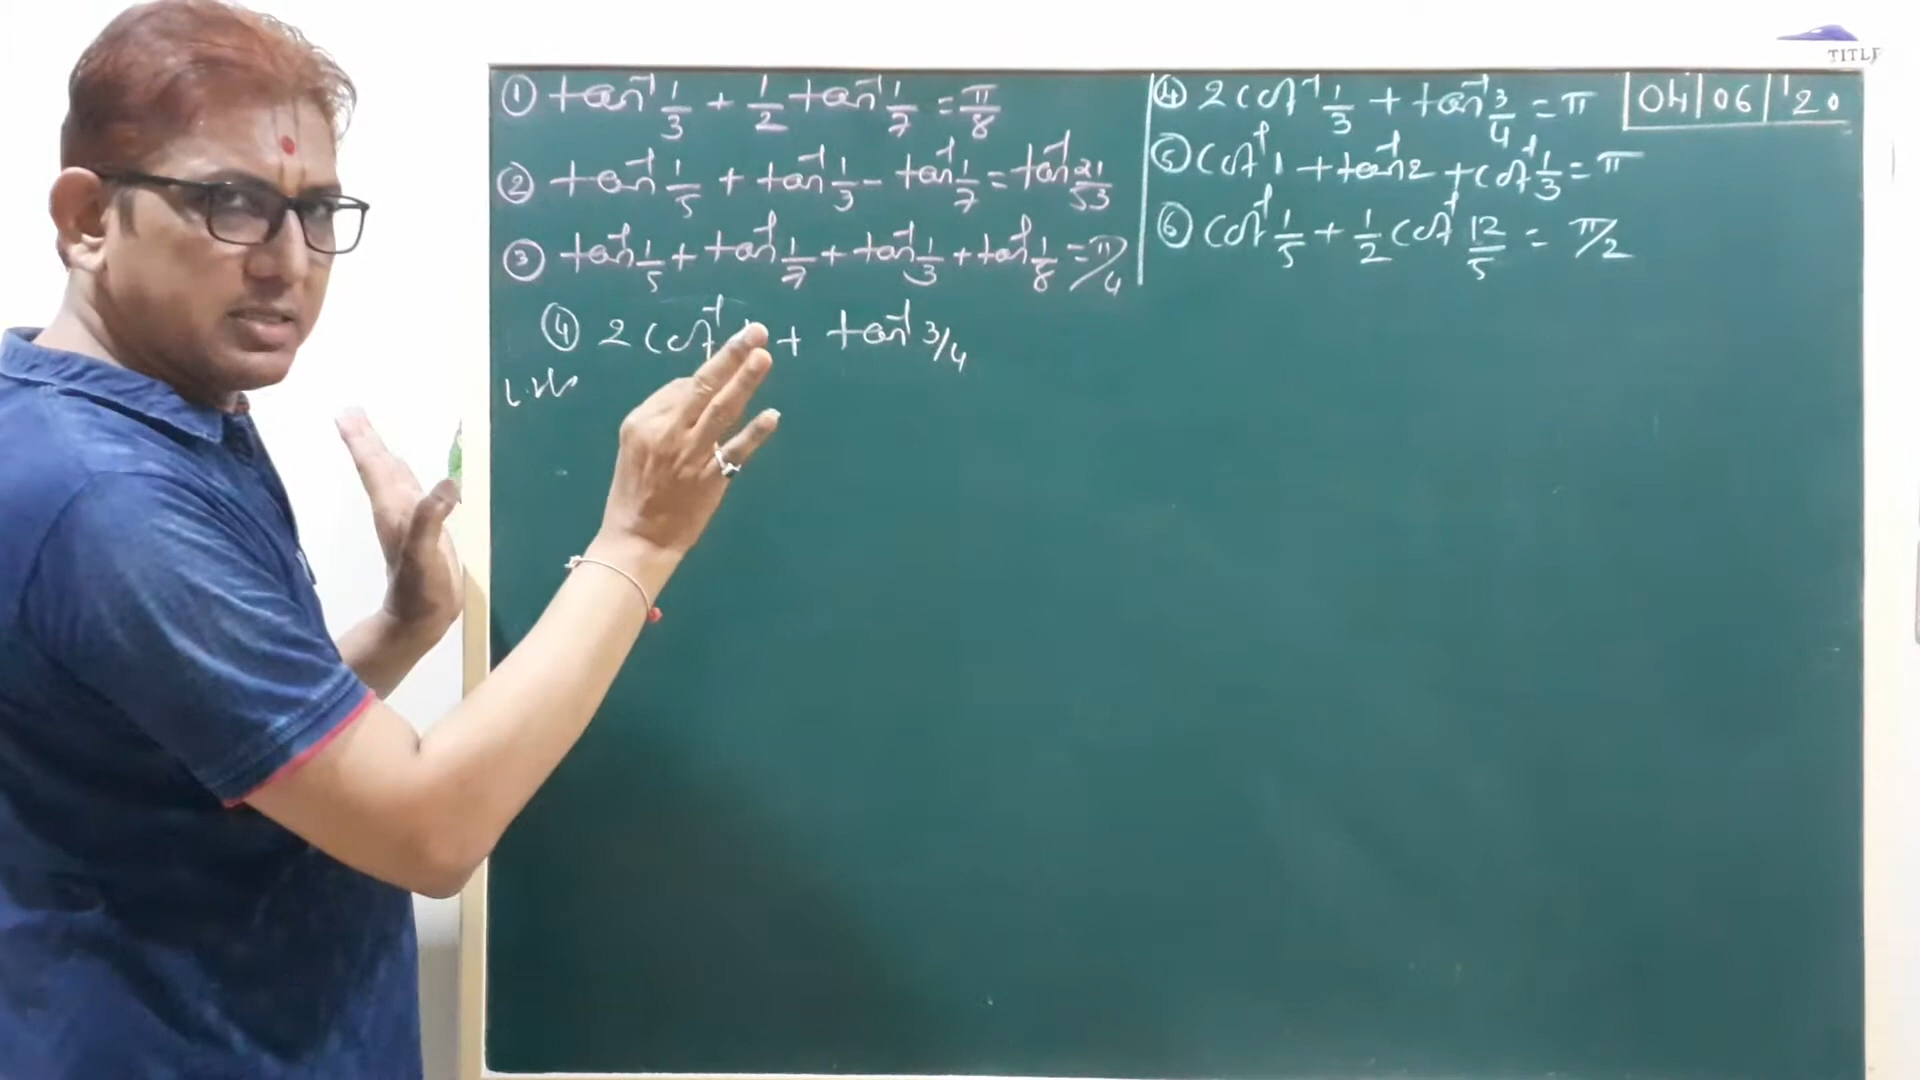 ① tan⁻¹ 1/3 + 1/2 tan⁻¹ 1/7 = π/8
② tan⁻¹ 1/5 + tan⁻¹ 1/3 - tan⁻¹ 1/7 = tan⁻¹ 21/53
③ tan⁻¹ 1/5 + tan⁻¹ 1/7 + tan⁻¹ 1/3 + tan⁻¹ 1/8 = π/4
④ 2 cot⁻¹ 1/3 + tan⁻¹ 3/4 = π
⑤ cot⁻¹ 1 + tan⁻¹ 2 + cot⁻¹ 1/3 = π
⑥ cot⁻¹ 1/5 + 1/2 cot⁻¹ 12/5 = π/2
04/06/'20
TITLE
④ 2 cot⁻¹ + tan⁻¹ 3/4